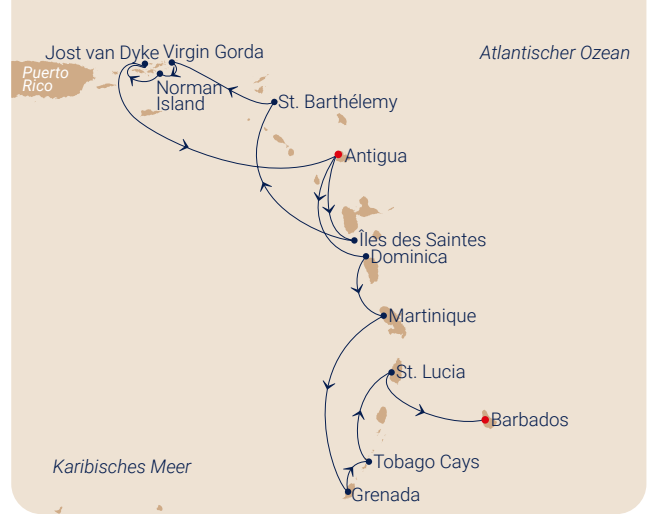 Jost van Dyke
Virgin Gorda
Atlantischer Ozean
Puerto
Rico
Norman
Island
St. Barthélemy
Antigua
Îles des Saintes
Dominica
Martinique
St. Lucia
Barbados
Karibisches Meer
Tobago Cays
Grenada